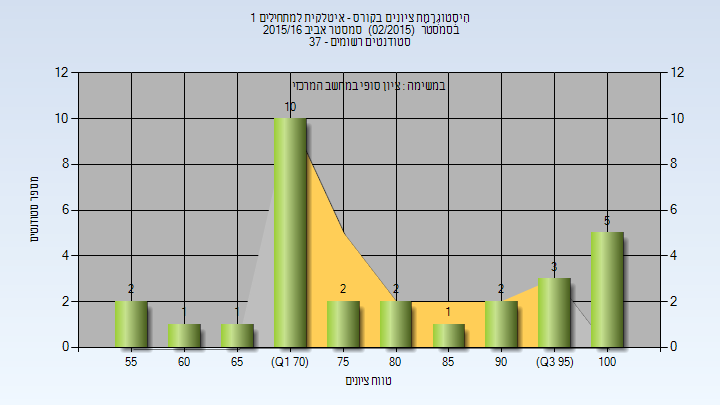 היסטוגרמת ציונים בקורס - איטלקית למתחילים 1
בסמסטר (02/2015) סמסטר אביב 2015/16
סטודנטים רשומים - 37
במשימה : ציון סופי במחשב המרכזי
12 12
10 10
8 8
6 6
4 4
2 2
0 0
מספר סטודנטים
2 1 1 10 2 2 1 2 3 5
55 60 65 (Q1 70) 75 80 85 90 (Q3 95) 100
טווח ציונים